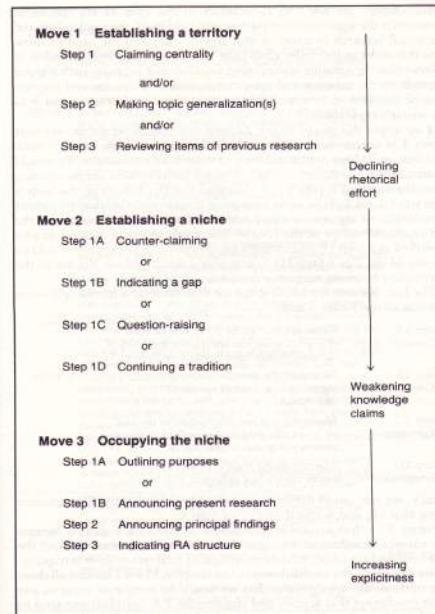 Move 1 Establishing a territory
Step 1 Claiming centrality
and/or
Step 2 Making topic generalization(s)
and/or
Step 3 Reviewing items of previous research
Declining
rhetorical
effort
Move 2 Establishing a niche
Step 1A Counter-claiming
or
Step 1B Indicating a gap
or
Step 1C Question-raising
or
Step 1D Continuing a tradition
Weakening
knowledge
claims
Move 3 Occupying the niche
Step 1A Outlining purposes
or
Step 1B Announcing present research
Step 2 Announcing principal findings
Step 3 Indicating RA structure
Increasing
explicitness